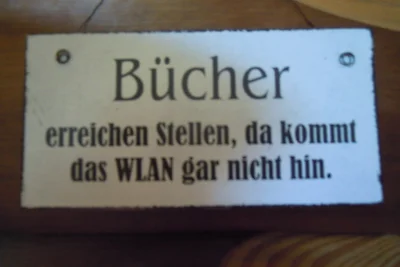 Bücher
erreichen Stellen, da kommt
das WLAN gar nicht hin.